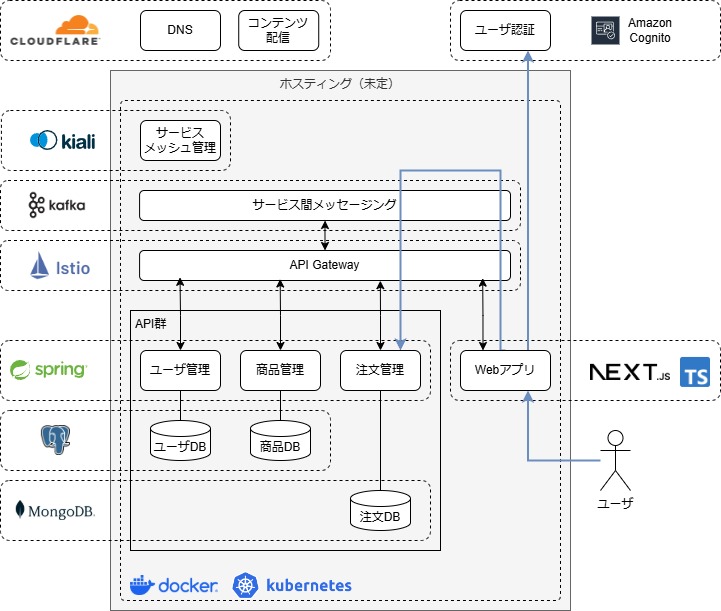 CLOUDFLARE
DNS
コンテンツ
配信
ユーザ認証
Amazon
Cognito
ホスティング（未定）
kiali
サービス
メッシュ管理
kafka
サービス間メッセージング
Istio
API Gateway
API群
spring
ユーザ管理
商品管理
注文管理
Webアプリ
NEXT.JS
TS
ユーザDB
商品DB
ユーザ
MongoDB.
注文DB
docker
kubernetes